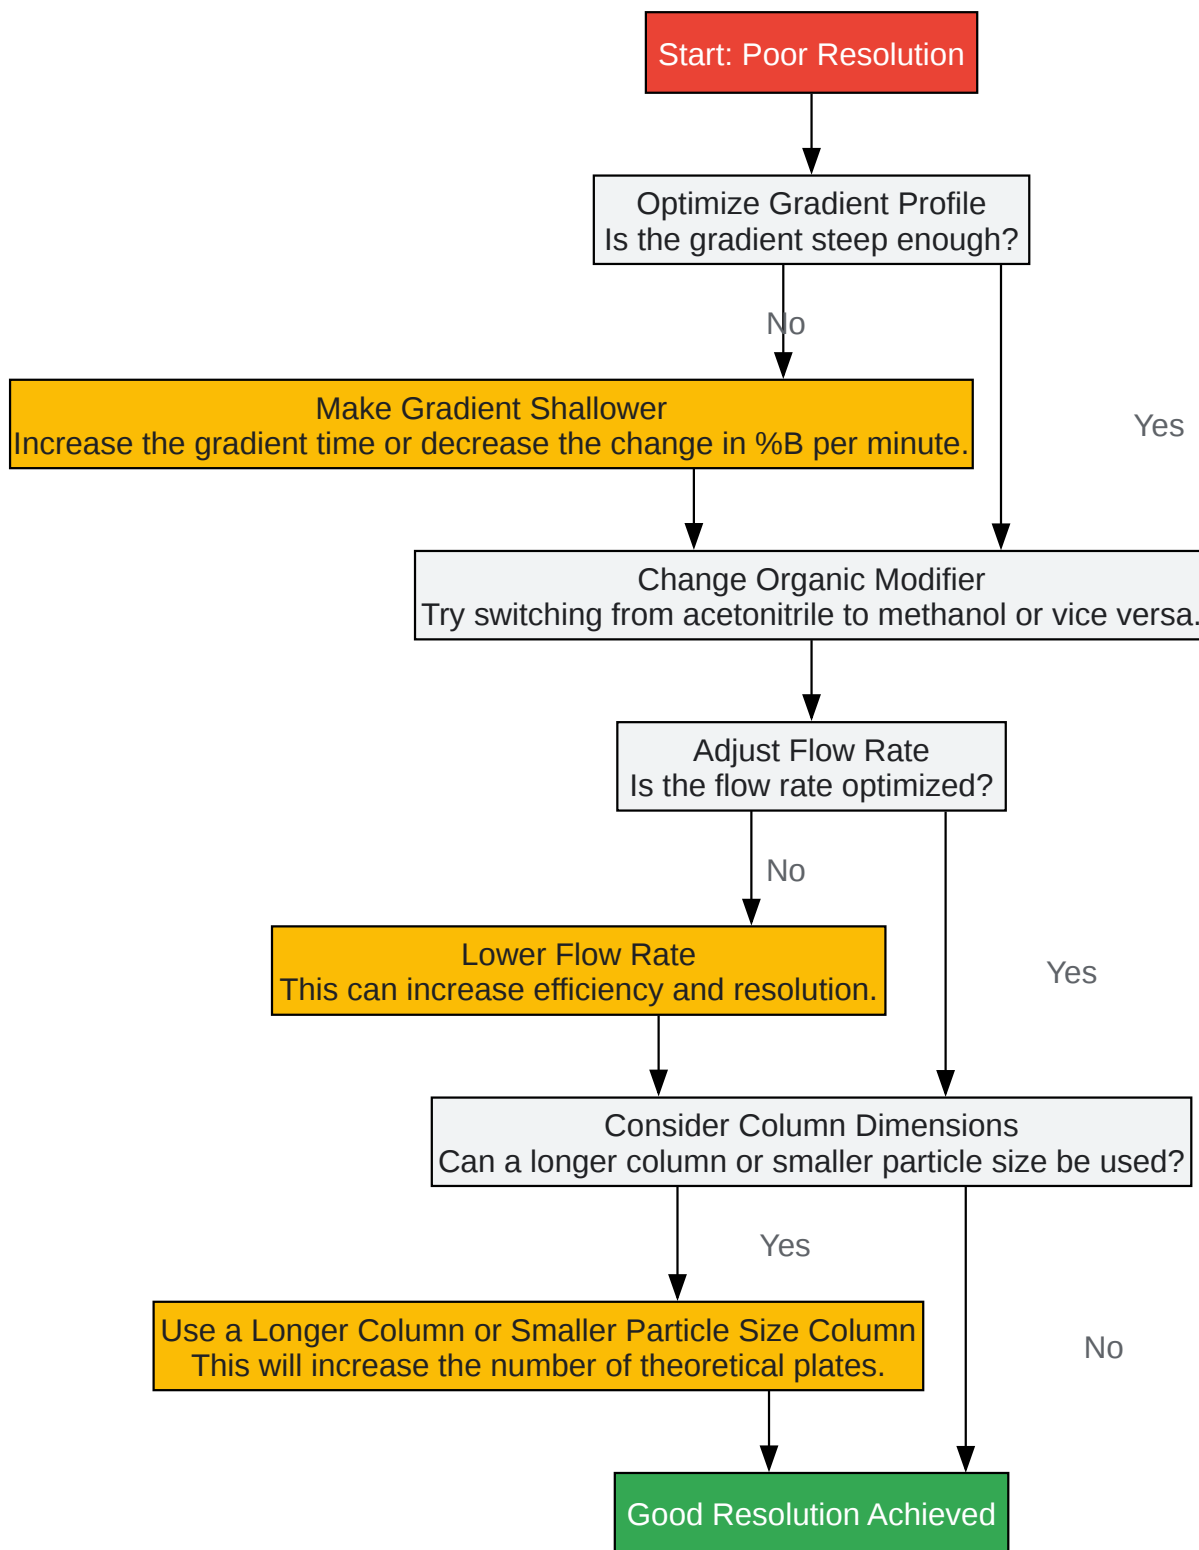 Start: Poor Resolution
Optimize Gradient Profile
Is the gradient steep enough?
No
Make Gradient Shallower
Increase the gradient time or decrease the change in %B per minute.
Yes
Change Organic Modifier
Try switching from acetonitrile to methanol or vice versa.
Adjust Flow Rate
Is the flow rate optimized?
No
Lower Flow Rate
This can increase efficiency and resolution.
Yes
Consider Column Dimensions
Can a longer column or smaller particle size be used?
Yes
Use a Longer Column or Smaller Particle Size Column
This will increase the number of theoretical plates.
No
Good Resolution Achieved